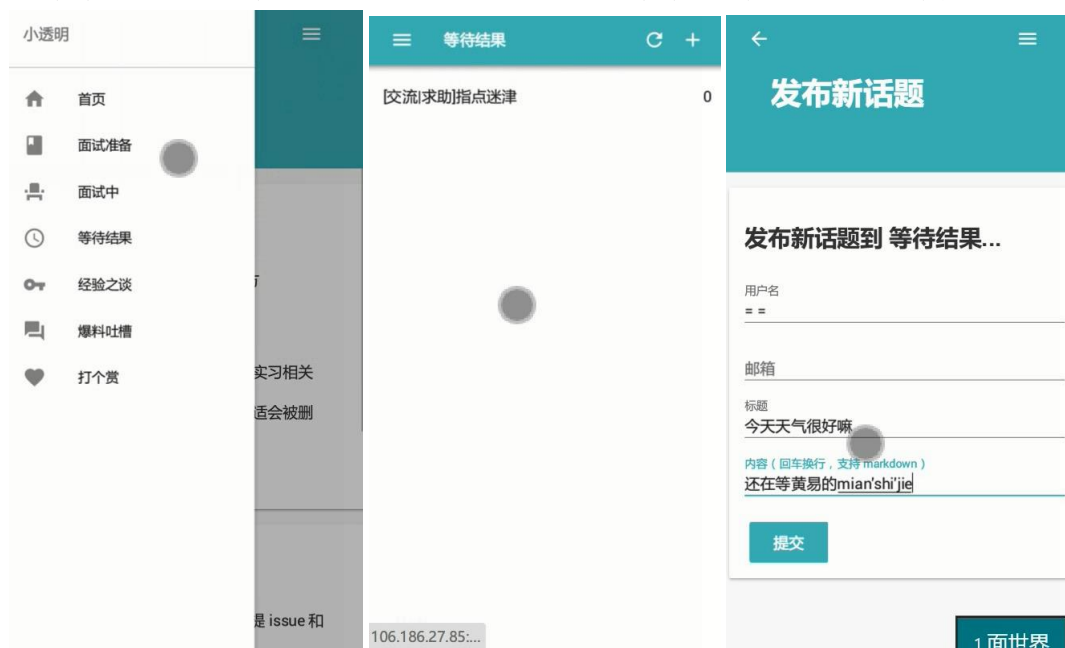 小透明
首页
面试准备
面试中
等待结果
经验之谈
爆料吐槽
打个赏
实习相关
适会被删
是 issue 和
等待结果
[交流|求助]指点迷津 0
106.186.27.85:...
发布新话题
发布新话题到 等待结果...
用户名
= =
邮箱
标题
今天天气很好嘛
内容（回车换行，支持 markdown）
还在等黄易的mian'shi'jie
提交
1 面世界